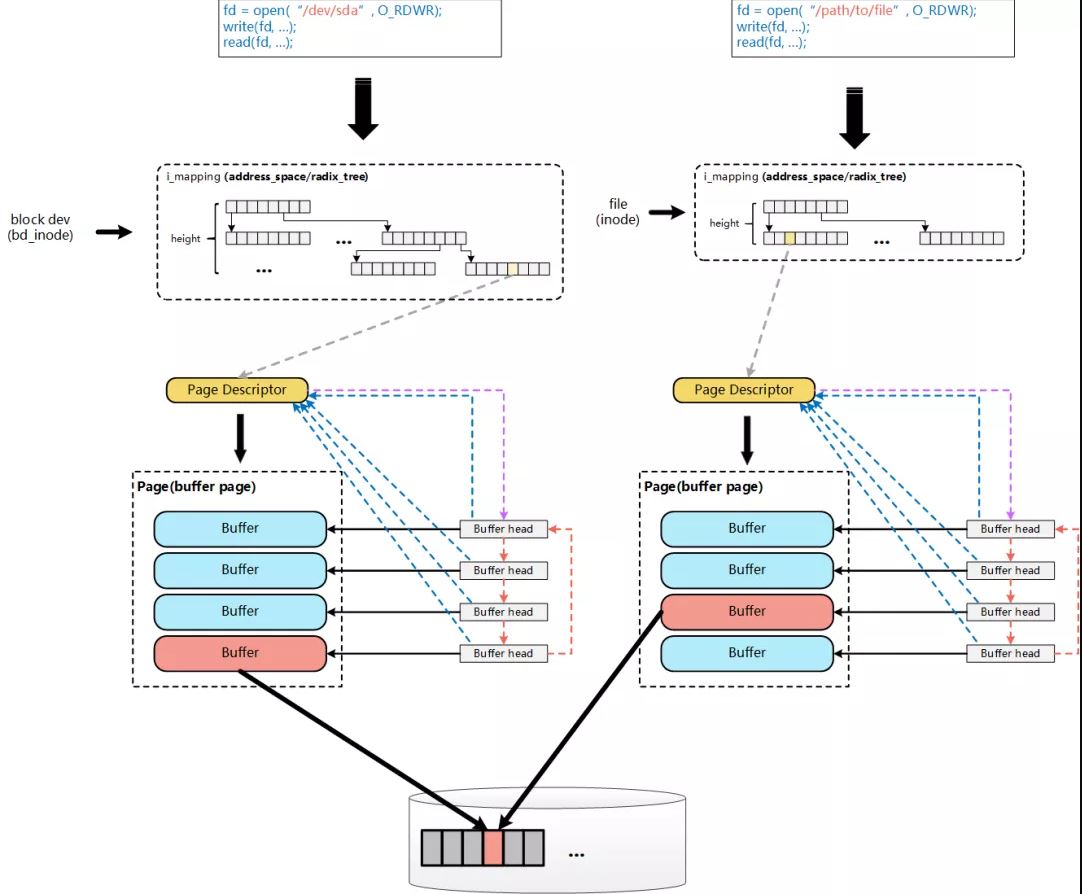 fd = open( “/dev/sda” , O_RDWR);
write(fd, ...);
read(fd, ...);
fd = open( “/path/to/file” , O_RDWR);
write(fd, ...);
read(fd, ...);
block dev
(bd_inode)
i_mapping (address_space/radix_tree)
height
...
...
file
(inode)
i_mapping (address_space/radix_tree)
height
...
Page Descriptor
Page(buffer page)
Buffer
Buffer
Buffer
Buffer
Buffer head
Buffer head
Buffer head
Buffer head
Page Descriptor
Page(buffer page)
Buffer
Buffer
Buffer
Buffer
Buffer head
Buffer head
Buffer head
Buffer head
...